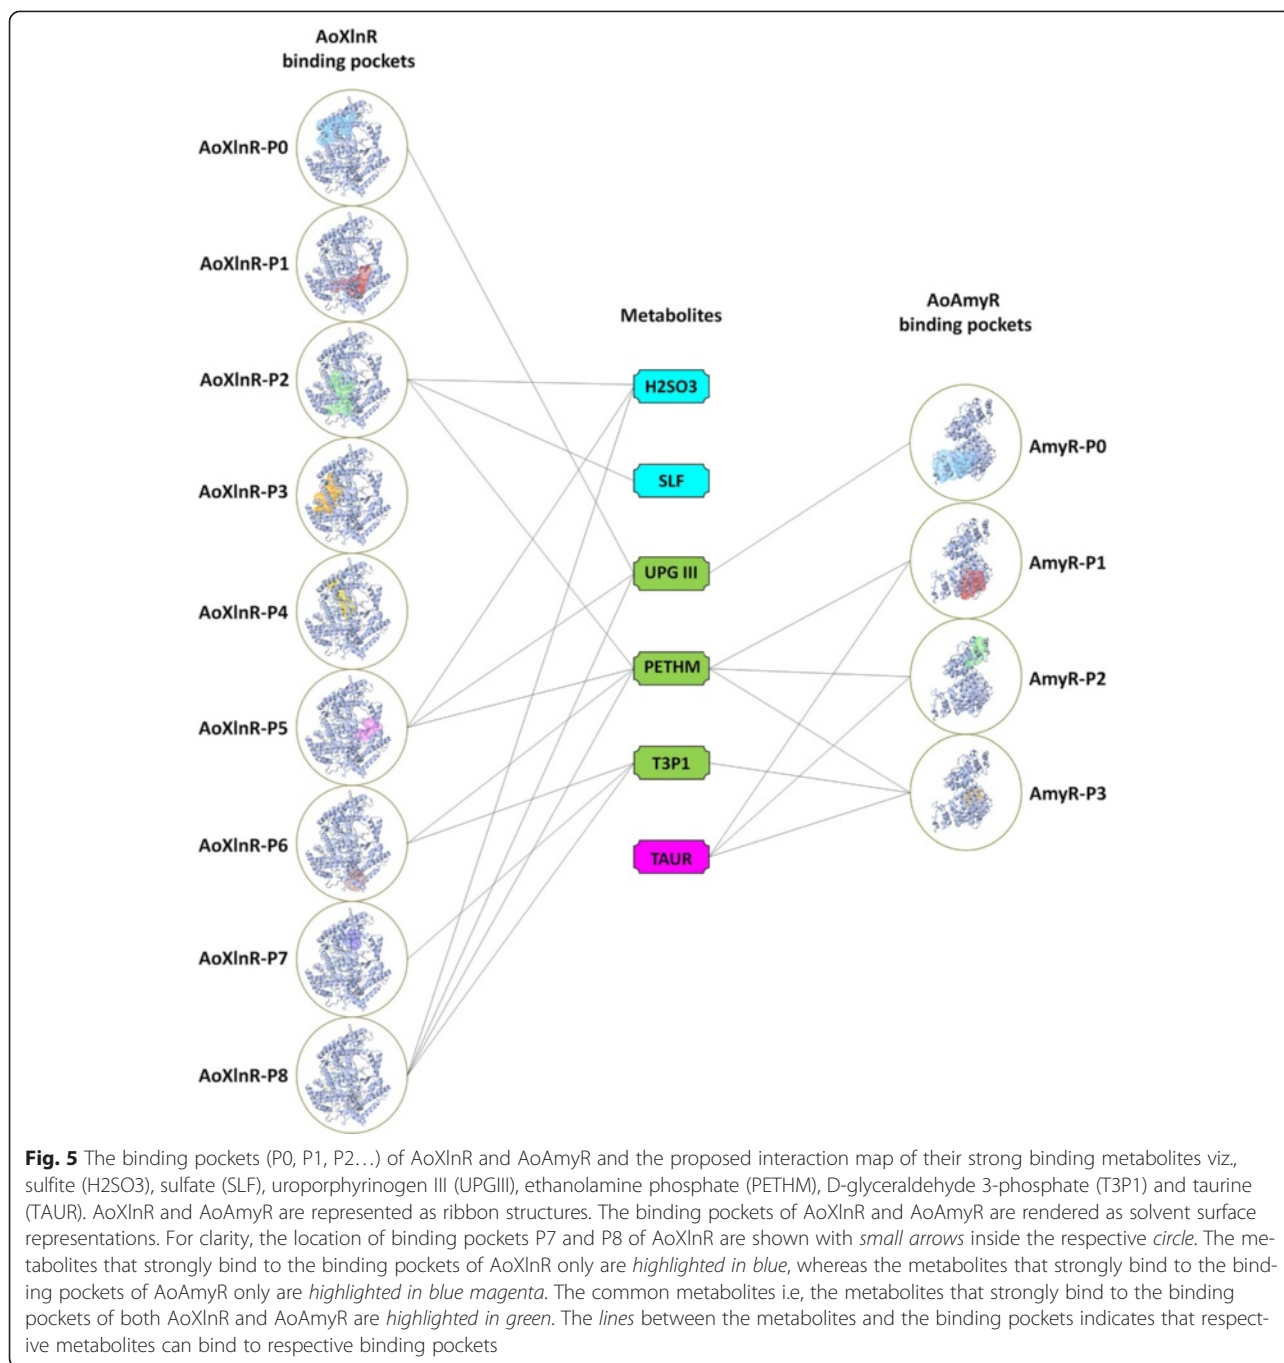 AoXlnR
binding pockets
AoXlnR-P0
AoXlnR-P1
AoXlnR-P2
AoXlnR-P3
AoXlnR-P4
AoXlnR-P5
AoXlnR-P6
AoXlnR-P7
AoXlnR-P8
Metabolites
H2SO3
SLF
UPG III
PETHM
T3P1
TAUR
AoAmyR
binding pockets
AmyR-P0
AmyR-P1
AmyR-P2
AmyR-P3
Fig. 5 The binding pockets (P0, P1, P2…) of AoXlnR and AoAmyR and the proposed interaction map of their strong binding metabolites viz.,
sulfite (H2SO3), sulfate (SLF), uroporphyrinogen III (UPGIII), ethanolamine phosphate (PETHM), D-glyceraldehyde 3-phosphate (T3P1) and taurine
(TAUR). AoXlnR and AoAmyR are represented as ribbon structures. The binding pockets of AoXlnR and AoAmyR are rendered as solvent surface
representations. For clarity, the location of binding pockets P7 and P8 of AoXlnR are shown with small arrows inside the respective circle. The me-
tabolites that strongly bind to the binding pockets of AoXlnR only are highlighted in blue, whereas the metabolites that strongly bind to the bind-
ing pockets of AoAmyR only are highlighted in blue magenta. The common metabolites i.e, the metabolites that strongly bind to the binding
pockets of both AoXlnR and AoAmyR are highlighted in green. The lines between the metabolites and the binding pockets indicates that respect-
ive metabolites can bind to respective binding pockets